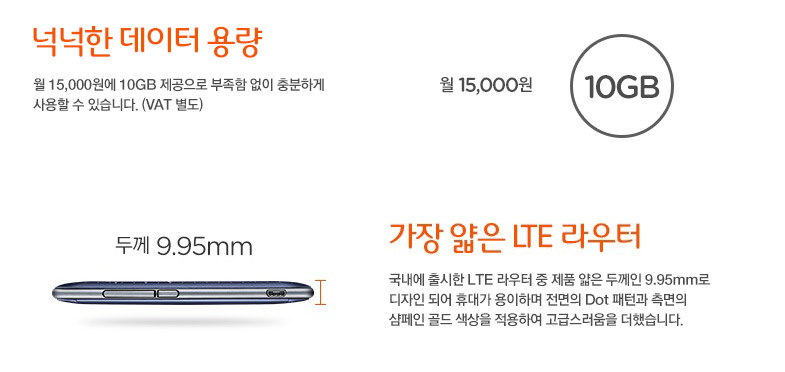 넉넉한 데이터 용량
월 15,000원에 10GB 제공으로 부족함 없이 충분하게
사용할 수 있습니다. (VAT 별도)
월 15,000원
10GB
두께 9.95mm
가장 얇은 LTE 라우터
국내에 출시한 LTE 라우터 중 제품 얇은 두께인 9.95mm로
디자인 되어 휴대가 용이하며 전면의 Dot 패턴과 측면의
샴페인 골드 색상을 적용하여 고급스러움을 더했습니다.